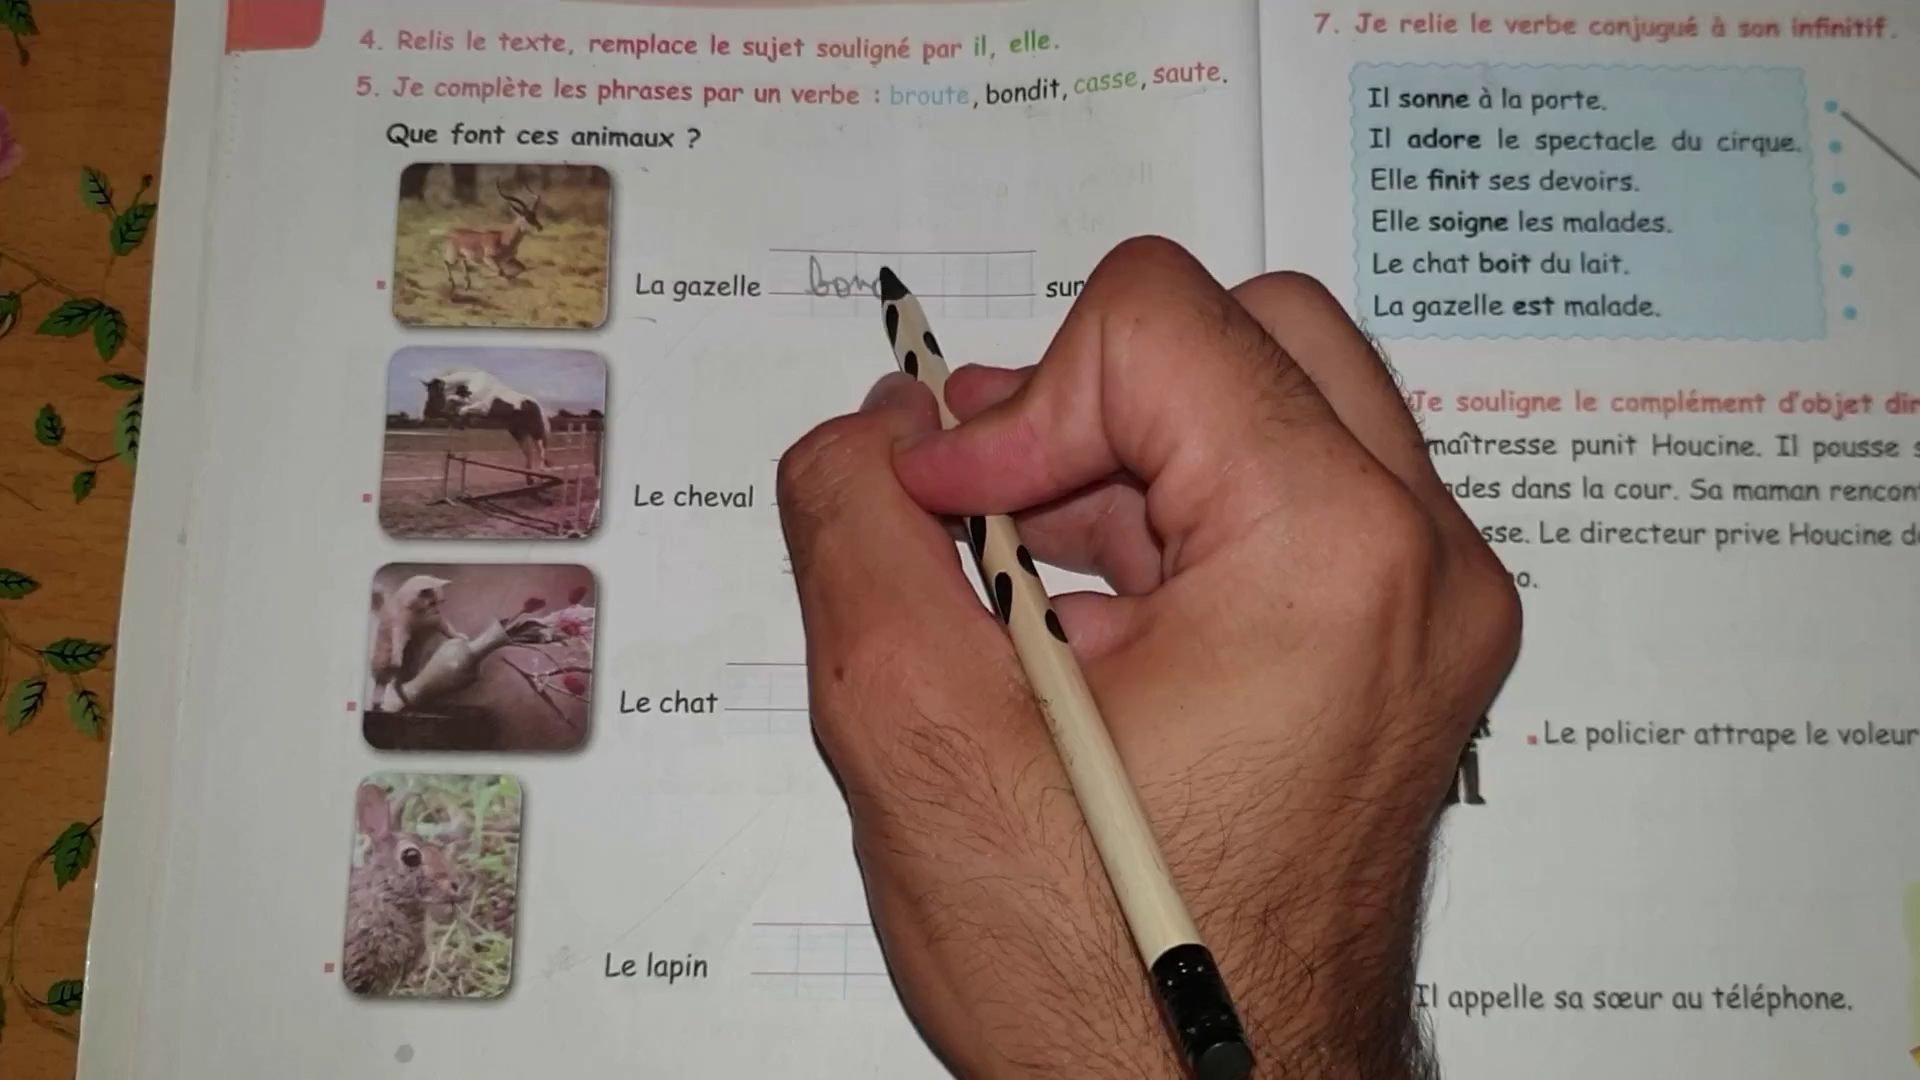 4. Relis le texte, remplace le sujet souligné par il, elle.
5. Je complète les phrases par un verbe : broute, bondit, casse, saute.
Que font ces animaux ?
La gazelle bon sur
Le cheval
Le chat
Le lapin
7. Je relie le verbe conjugué à son infinitif.
Il sonne à la porte.
Il adore le spectacle du cirque.
Elle finit ses devoirs.
Elle soigne les malades.
Le chat boit du lait.
La gazelle est malade.
Je souligne le complément d'objet dir
maîtresse punit Houcine. Il pousse s
des dans la cour. Sa maman rencon
sse. Le directeur prive Houcine d
o.
Le policier attrape le voleur
Il appelle sa sœur au téléphone.